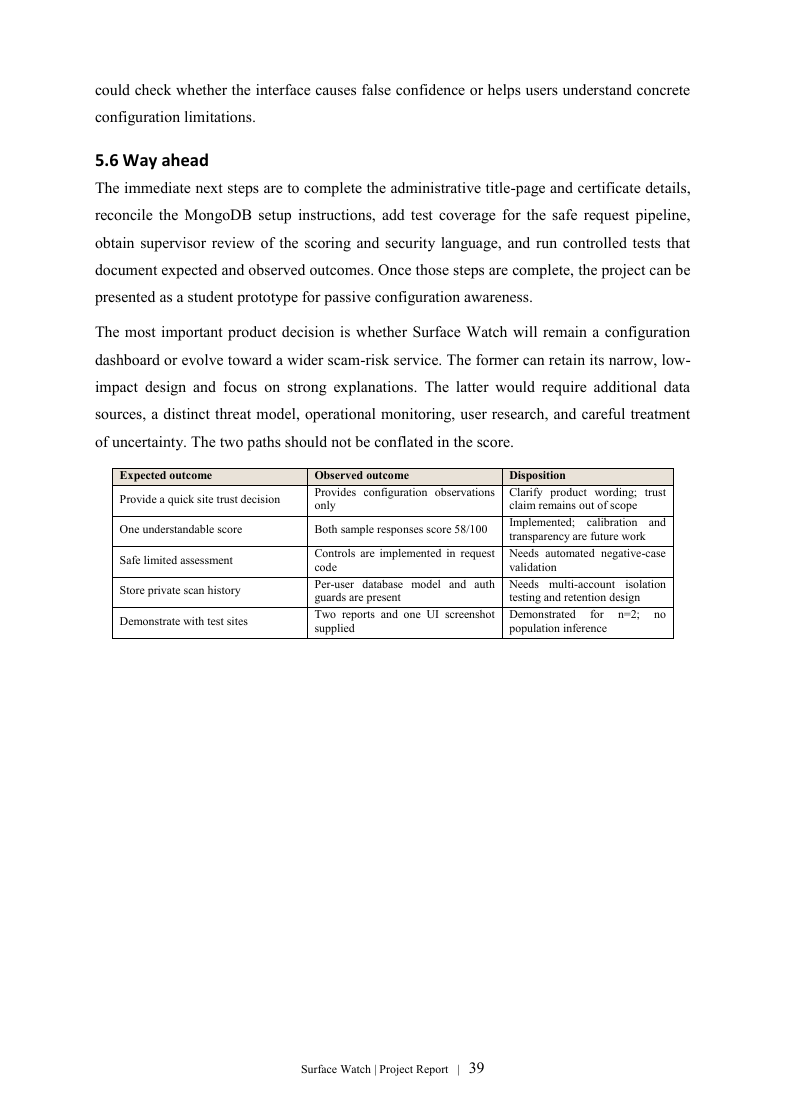 could check whether the interface causes false confidence or helps users understand concrete
configuration limitations.
5.6 Way ahead
The immediate next steps are to complete the administrative title-page and certificate details,
reconcile the MongoDB setup instructions, add test coverage for the safe request pipeline,
obtain supervisor review of the scoring and security language, and run controlled tests that
document expected and observed outcomes. Once those steps are complete, the project can be
presented as a student prototype for passive configuration awareness.
The most important product decision is whether Surface Watch will remain a configuration
dashboard or evolve toward a wider scam-risk service. The former can retain its narrow, low-
impact design and focus on strong explanations. The latter would require additional data
sources, a distinct threat model, operational monitoring, user research, and careful treatment
of uncertainty. The two paths should not be conflated in the score.
Expected outcome
Observed outcome
Disposition
Provide a quick site trust decision
Provides configuration observations
only
Clarify product wording; trust
claim remains out of scope
One understandable score
Both sample responses score 58/100
Implemented; calibration and
transparency are future work
Safe limited assessment
Controls are implemented in request
code
Needs automated negative-case
validation
Store private scan history
Per-user database model and auth
guards are present
Needs multi-account isolation
testing and retention design
Demonstrate with test sites
Two reports and one UI screenshot
supplied
Demonstrated for n=2; no
population inference
Surface Watch | Project Report | 39